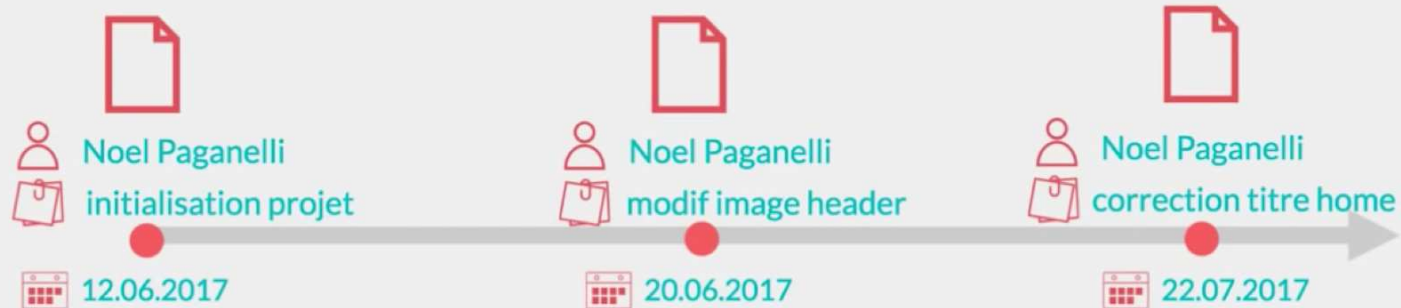 Noel Paganelli
initialisation projet
12.06.2017
Noel Paganelli
modif image header
20.06.2017
Noel Paganelli
correction titre home
22.07.2017